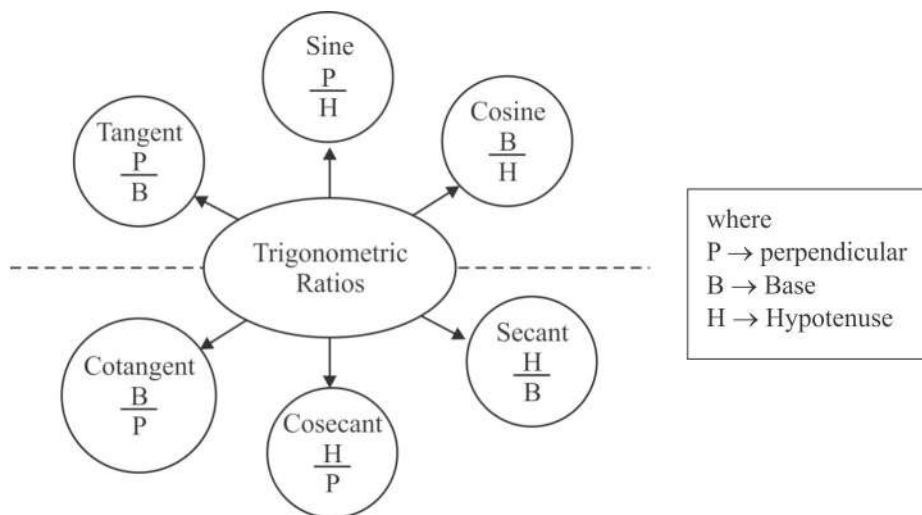 Sine
P
H
Tangent
P
B
Cosine
B
H
Trigonometric
Ratios
where
P → perpendicular
B → Base
H → Hypotenuse
Cotangent
B
P
Cosecant
H
P
Secant
H
B